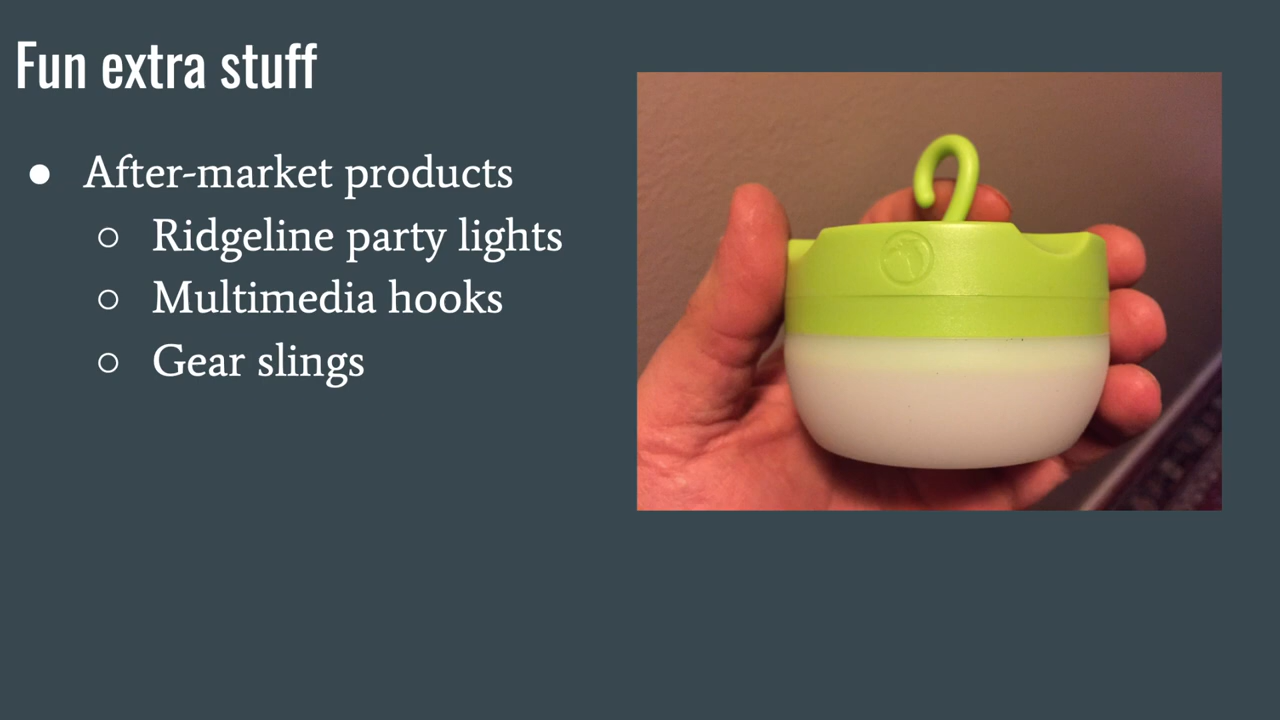 Fun extra stuff
After-market products
Ridgeline party lights
Multimedia hooks
Gear slings